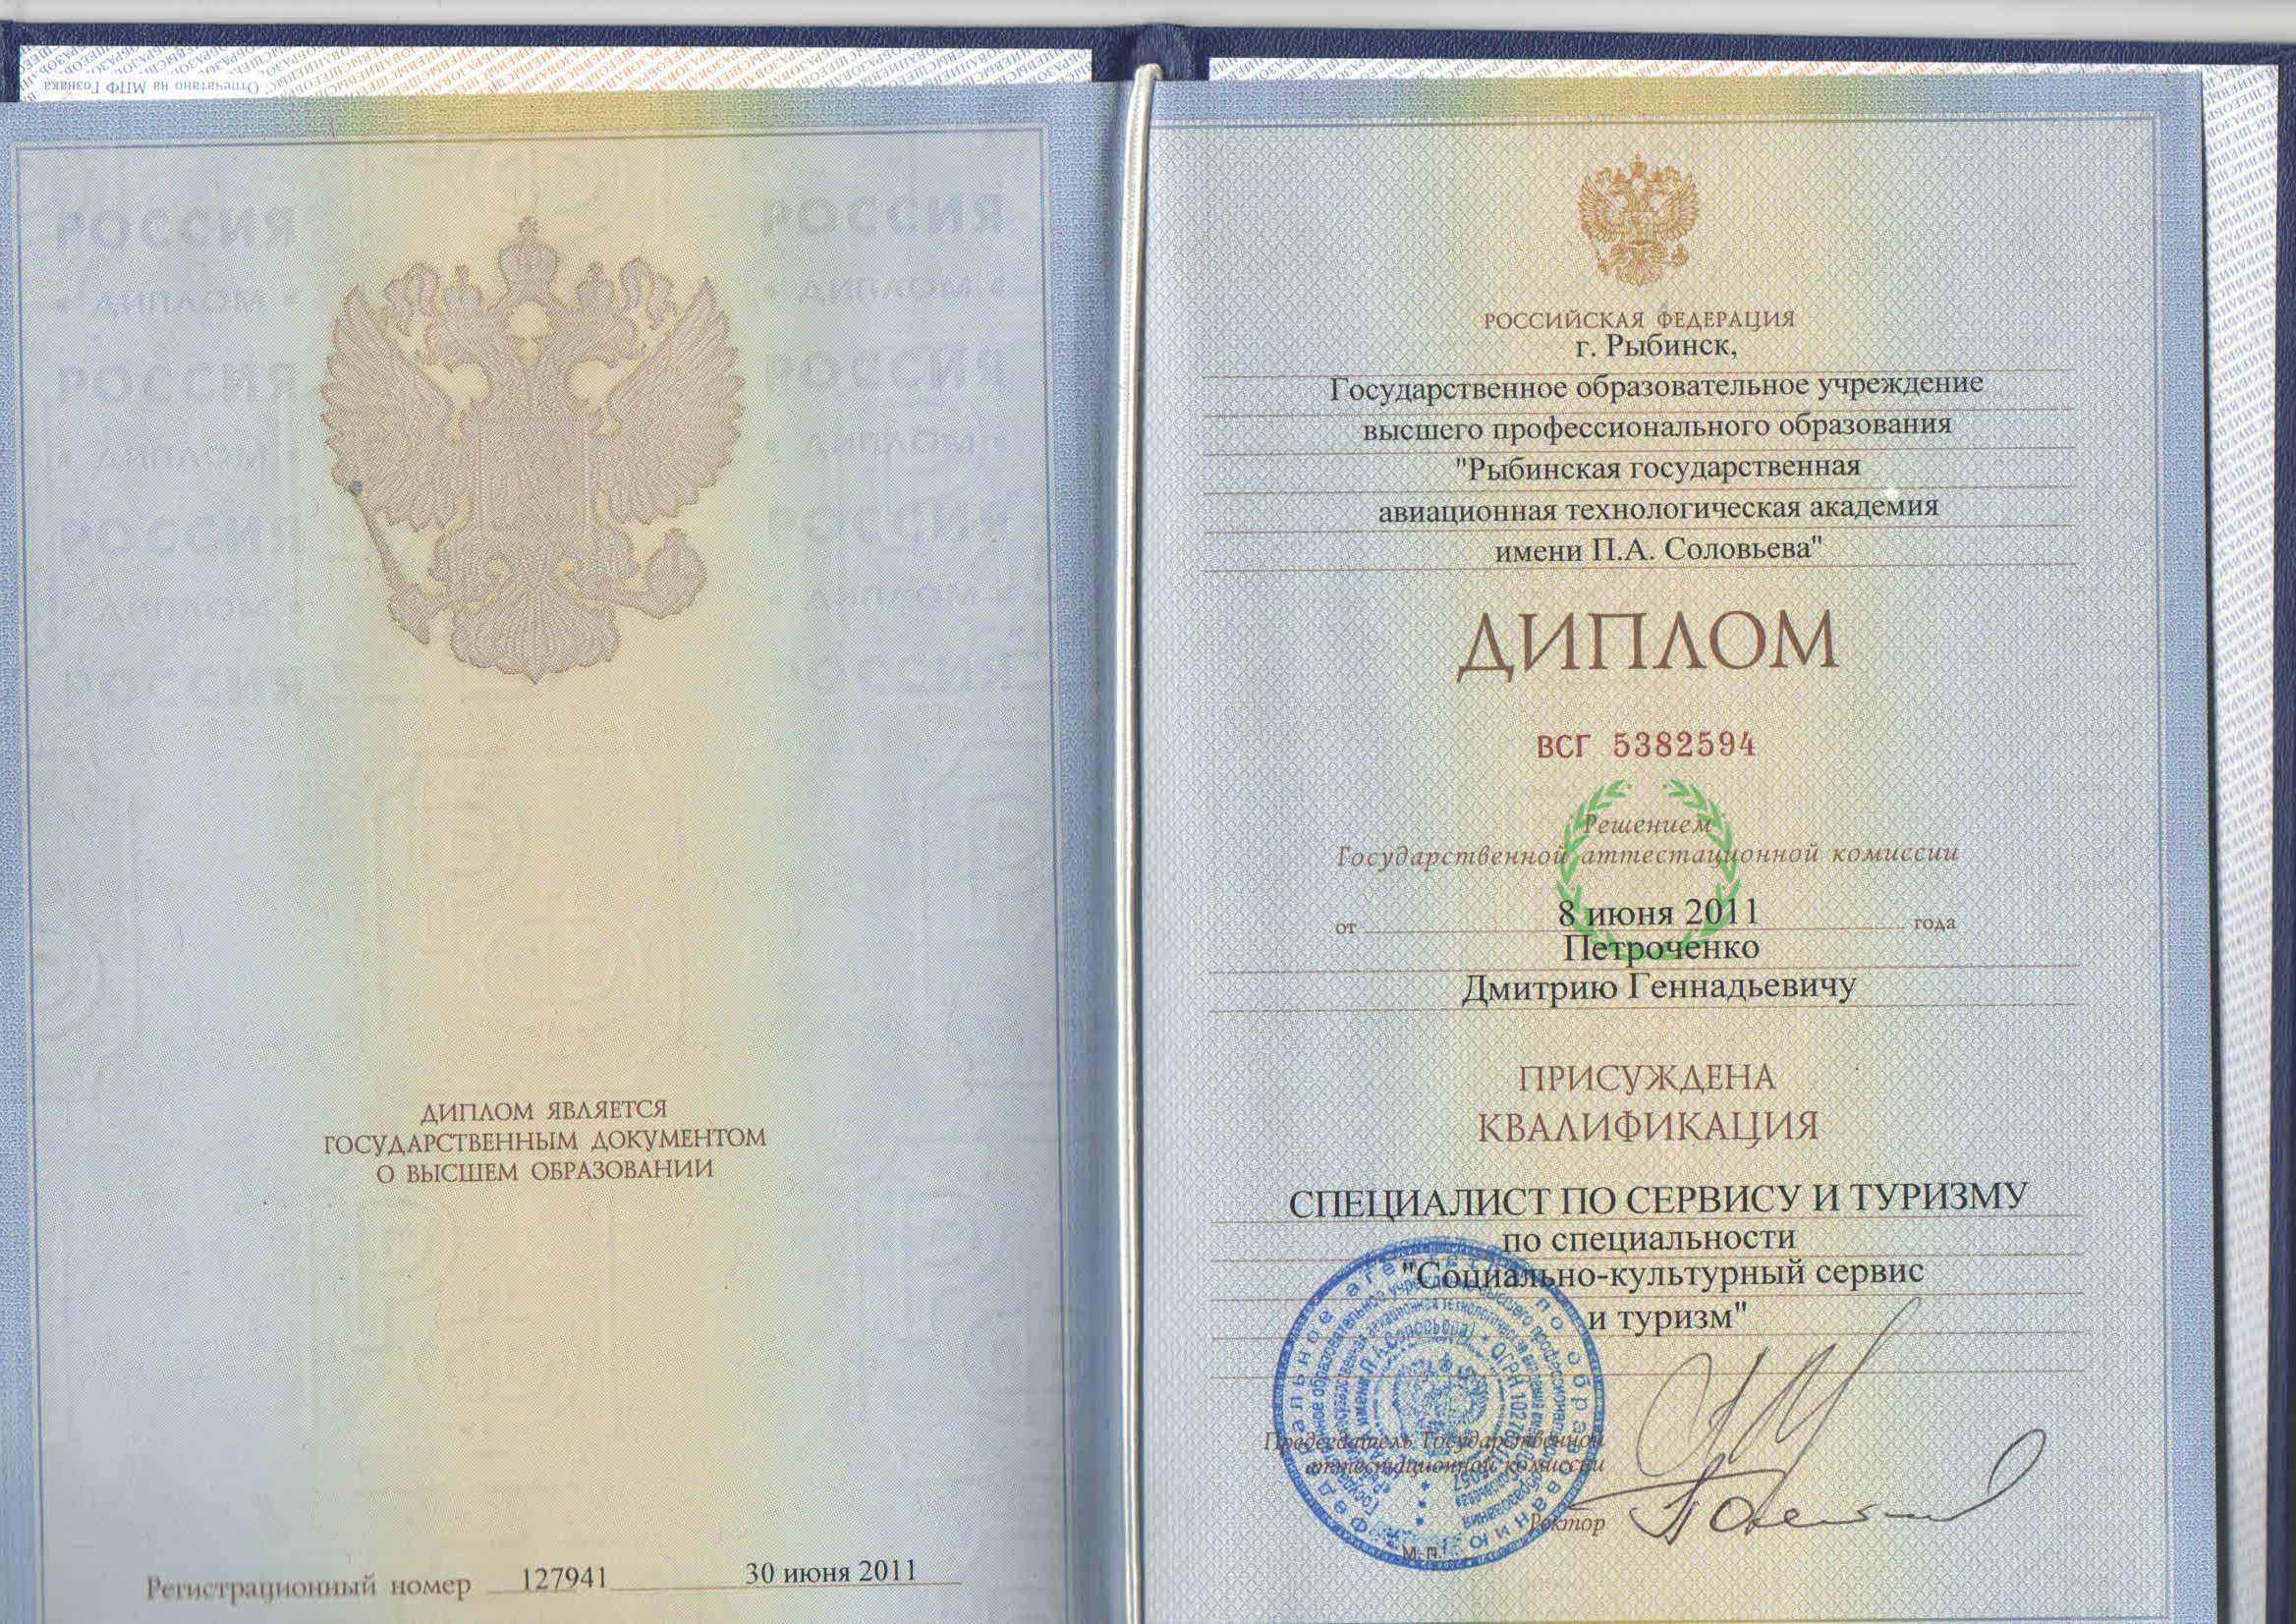 Отпечатано на МПФ Гознака
РОССИЯ
ДИПЛОМ
РОССИЯ
ДИПЛОМ
РОССИЯ
ДИПЛОМ
РОССИЯ
РОССИЯ
ДИПЛОМ
РОССИЯ
ДИПЛОМ
РОССИЯ
ДИПЛОМ
РОССИЯ
ДИПЛОМ ЯВЛЯЕТСЯ
ГОСУДАРСТВЕННЫМ ДОКУМЕНТОМ
О ВЫСШЕМ ОБРАЗОВАНИИ
Регистрационный номер 127941 30 июня 2011
РОССИЙСКАЯ ФЕДЕРАЦИЯ
г. Рыбинск,
Государственное образовательное учреждение
высшего профессионального образования
"Рыбинская государственная
авиационная технологическая академия
имени П.А. Соловьева"
ДИПЛОМ
ВСГ 5382594
Решением
Государственной аттестационной комиссии
от 8 июня 2011 года
Петроченко
Дмитрию Геннадьевичу
ПРИСУЖДЕНА
КВАЛИФИКАЦИЯ
СПЕЦИАЛИСТ ПО СЕРВИСУ И ТУРИЗМУ
по специальности
"Социально-культурный сервис
и туризм"
Федеральное агентство по образованию
Председатель Государственной
аттестационной комиссии
Ректор
М.П.